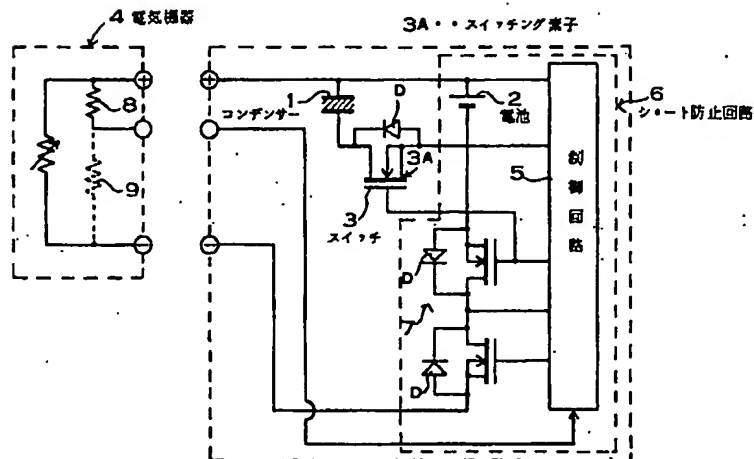 4 電気機器
3A・・スイッチング素子
8
9
1
コンデンサー
D
3A
3
スイッチ
2
電池
6
ショート防止回路
5
制御回路
D
7
D